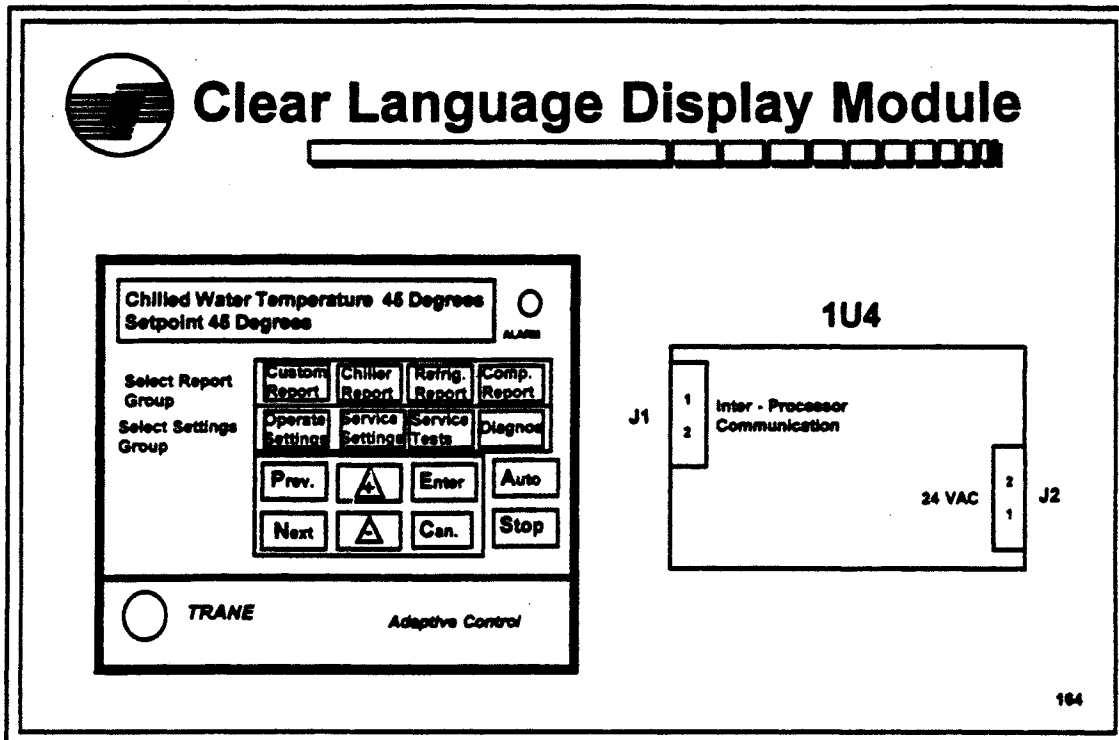 Clear Language Display Module
Chilled Water Temperature 45 Degrees
Setpoint 45 Degrees
ALARM
Select Report
Group
Custom
Report
Chiller
Report
Refrig.
Report
Comp.
Report
Select Settings
Group
Operate
Settings
Service
Settings
Service
Tests
Diagnos
Prev.
+
Enter
Auto
Next
-
Can.
Stop
TRANE
Adaptive Control
1U4
J1
1
2
Inter - Processor
Communication
24 VAC
2
1
J2
164